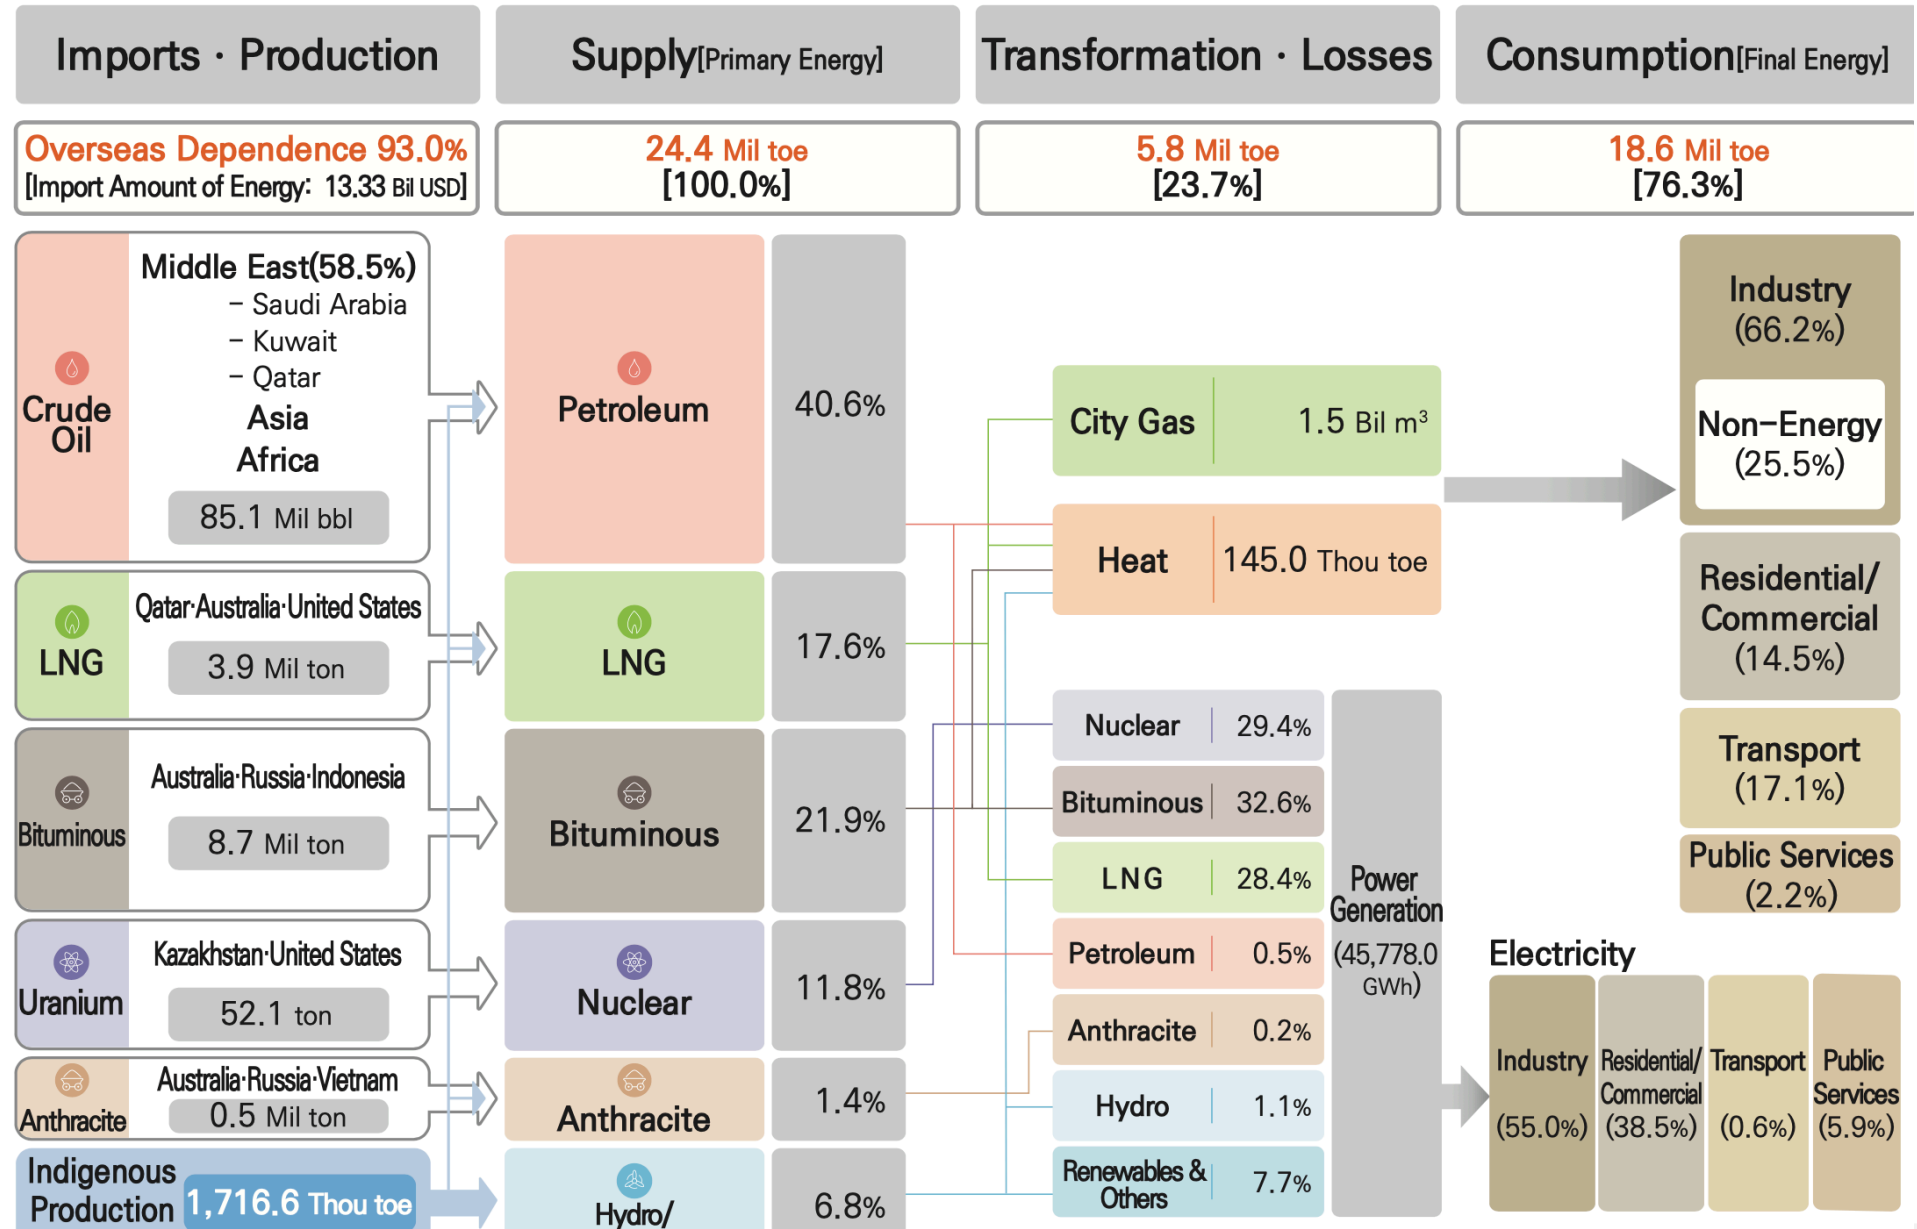 Imports · Production
Supply[Primary Energy]
Transformation · Losses
Consumption[Final Energy]
Overseas Dependence 93.0%
[Import Amount of Energy: 13.33 Bil USD]
24.4 Mil toe
[100.0%]
5.8 Mil toe
[23.7%]
18.6 Mil toe
[76.3%]
Crude
Oil
Middle East(58.5%)
- Saudi Arabia
- Kuwait
- Qatar
Asia
Africa
85.1 Mil bbl
LNG
Qatar·Australia·United States
3.9 Mil ton
Bituminous
Australia·Russia·Indonesia
8.7 Mil ton
Uranium
Kazakhstan·United States
52.1 ton
Anthracite
Australia·Russia·Vietnam
0.5 Mil ton
Indigenous
Production
1,716.6 Thou toe
Petroleum
40.6%
LNG
17.6%
Bituminous
21.9%
Nuclear
11.8%
Anthracite
1.4%
Hydro/
6.8%
City Gas
1.5 Bil m³
Heat
145.0 Thou toe
Nuclear
29.4%
Bituminous
32.6%
LNG
28.4%
Petroleum
0.5%
Anthracite
0.2%
Hydro
1.1%
Renewables &
Others
7.7%
Power
Generation
(45,778.0
GWh)
Industry
(66.2%)
Non-Energy
(25.5%)
Residential/
Commercial
(14.5%)
Transport
(17.1%)
Public Services
(2.2%)
Electricity
Industry
(55.0%)
Residential/
Commercial
(38.5%)
Transport
(0.6%)
Public
Services
(5.9%)